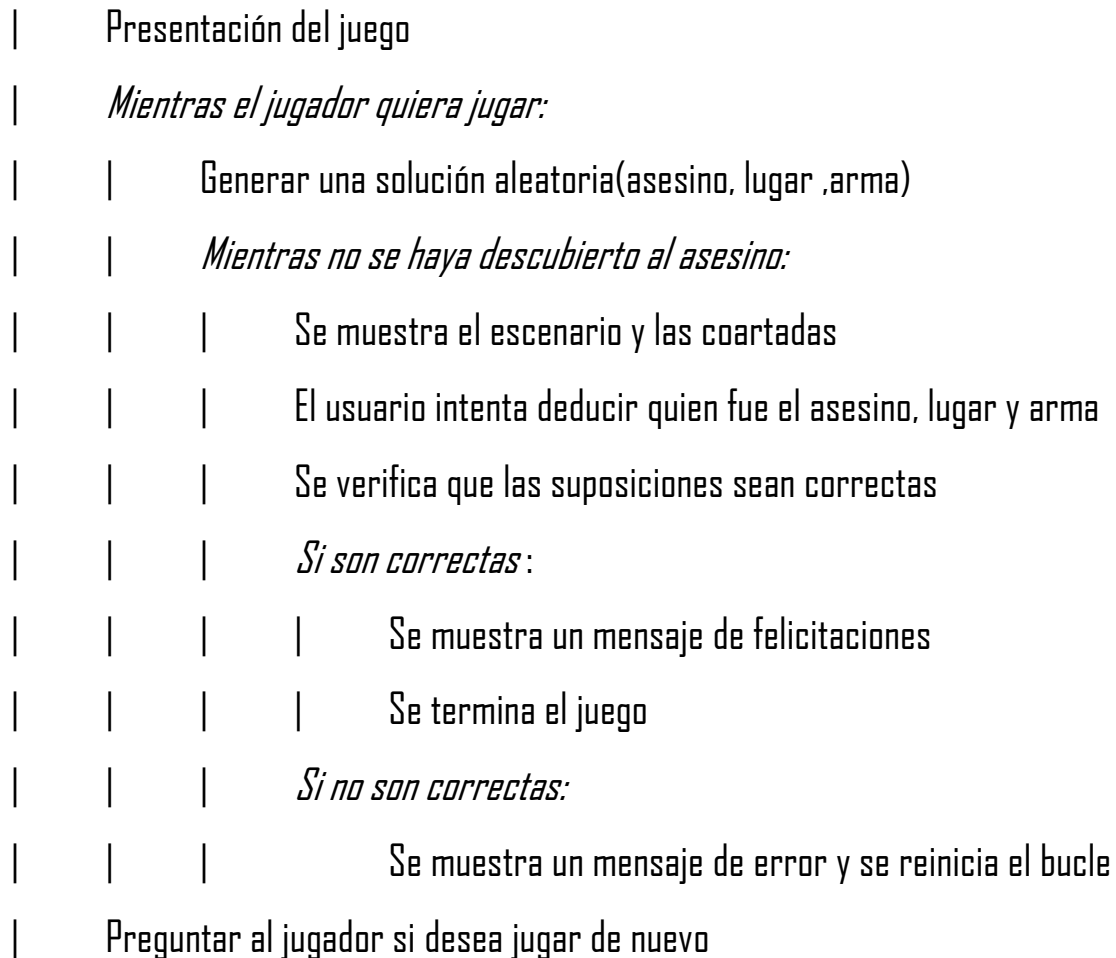 | Presentación del juego
| Mientras el jugador quiera jugar:
| | Generar una solución aleatoria(asesino, lugar ,arma)
| | Mientras no se haya descubierto al asesino:
| | | Se muestra el escenario y las coartadas
| | | El usuario intenta deducir quien fue el asesino, lugar y arma
| | | Se verifica que las suposiciones sean correctas
| | | Si son correctas :
| | | | Se muestra un mensaje de felicitaciones
| | | | Se termina el juego
| | | Si no son correctas:
| | | Se muestra un mensaje de error y se reinicia el bucle
| Preguntar al jugador si desea jugar de nuevo